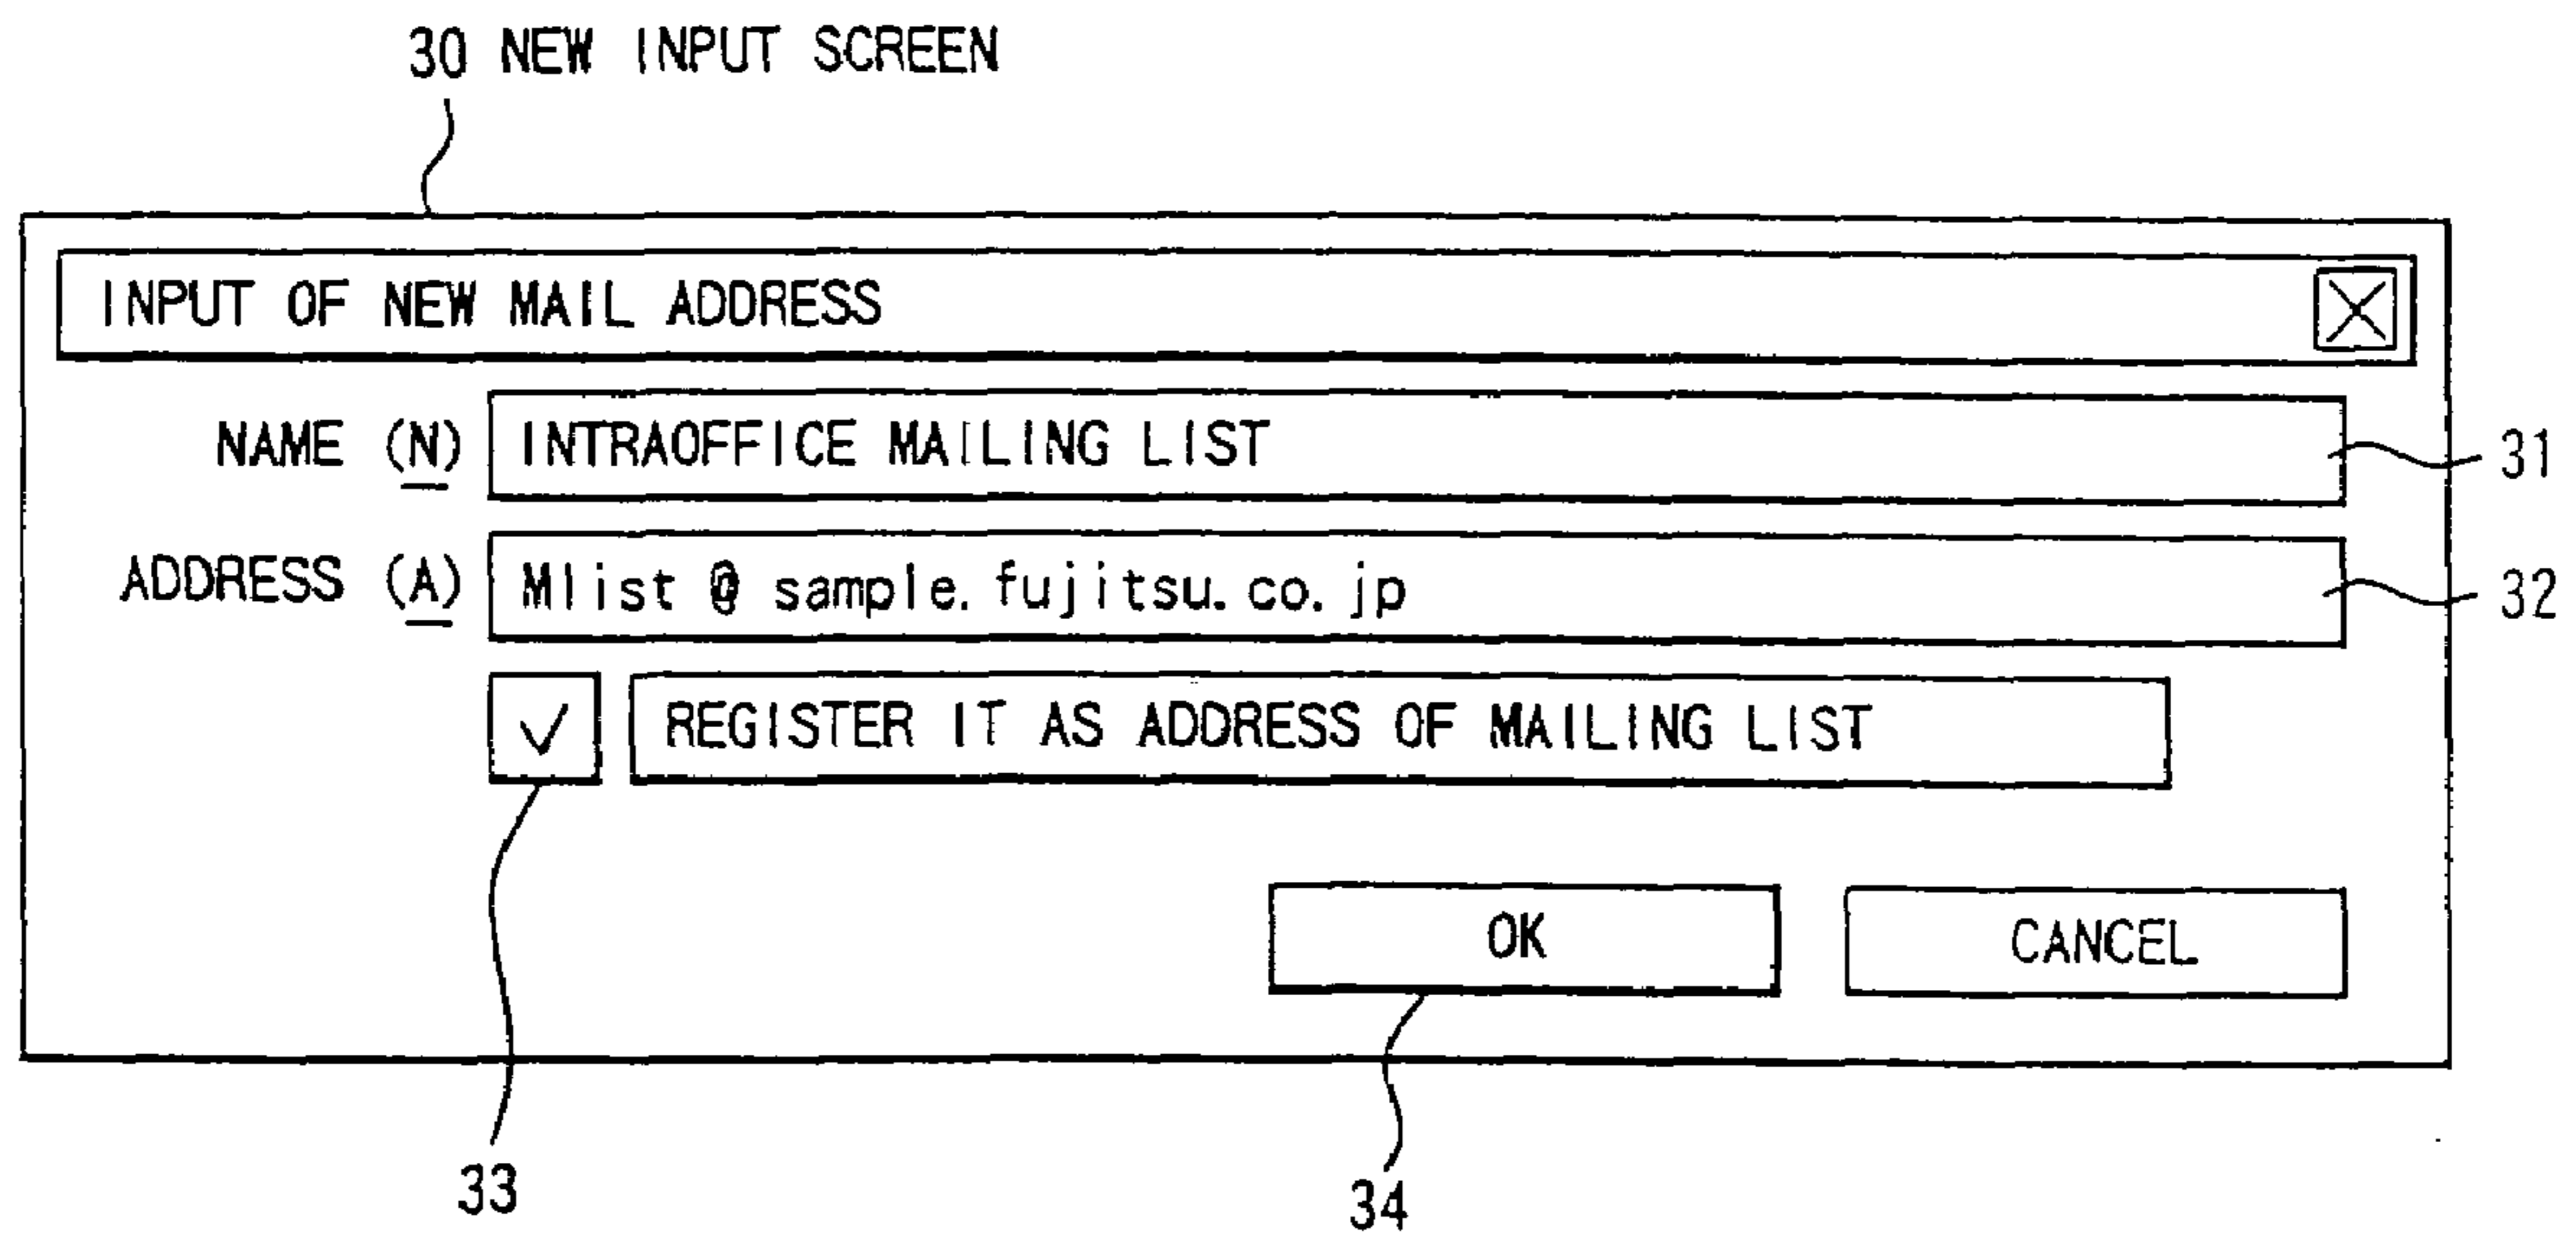 30 NEW INPUT SCREEN
INPUT OF NEW MAIL ADDRESS
NAME (N) INTRAOFFICE MAILING LIST 31
ADDRESS (A) Mlist @ sample. fujitsu. co. jp 32
REGISTER IT AS ADDRESS OF MAILING LIST
OK CANCEL
33 34